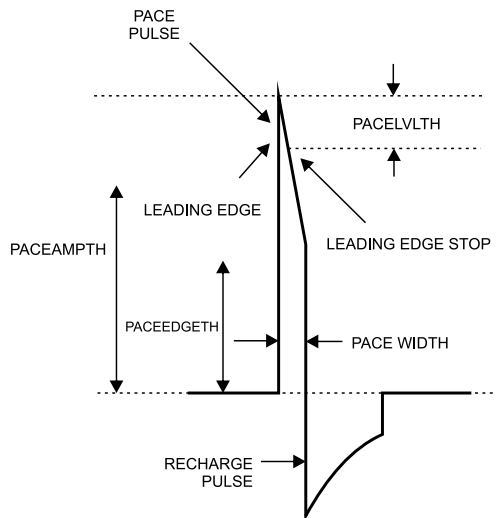 PACE
PULSE
PACELVLTH
LEADING EDGE
LEADING EDGE STOP
PACEAMPTH
PACEEDGETH
PACE WIDTH
RECHARGE
PULSE